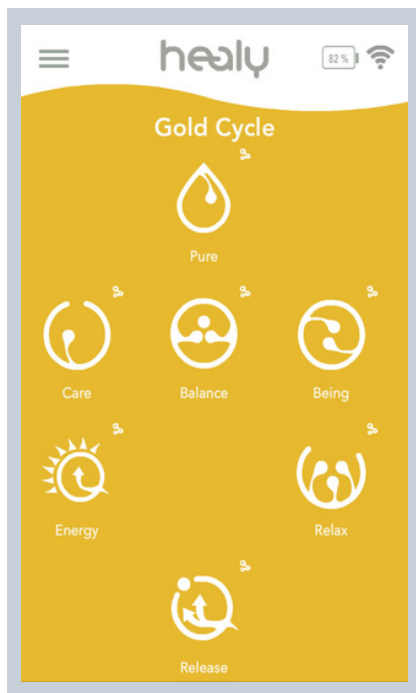 healy
82%
Gold Cycle
Pure
Care Balance Being
Energy Relax
Release